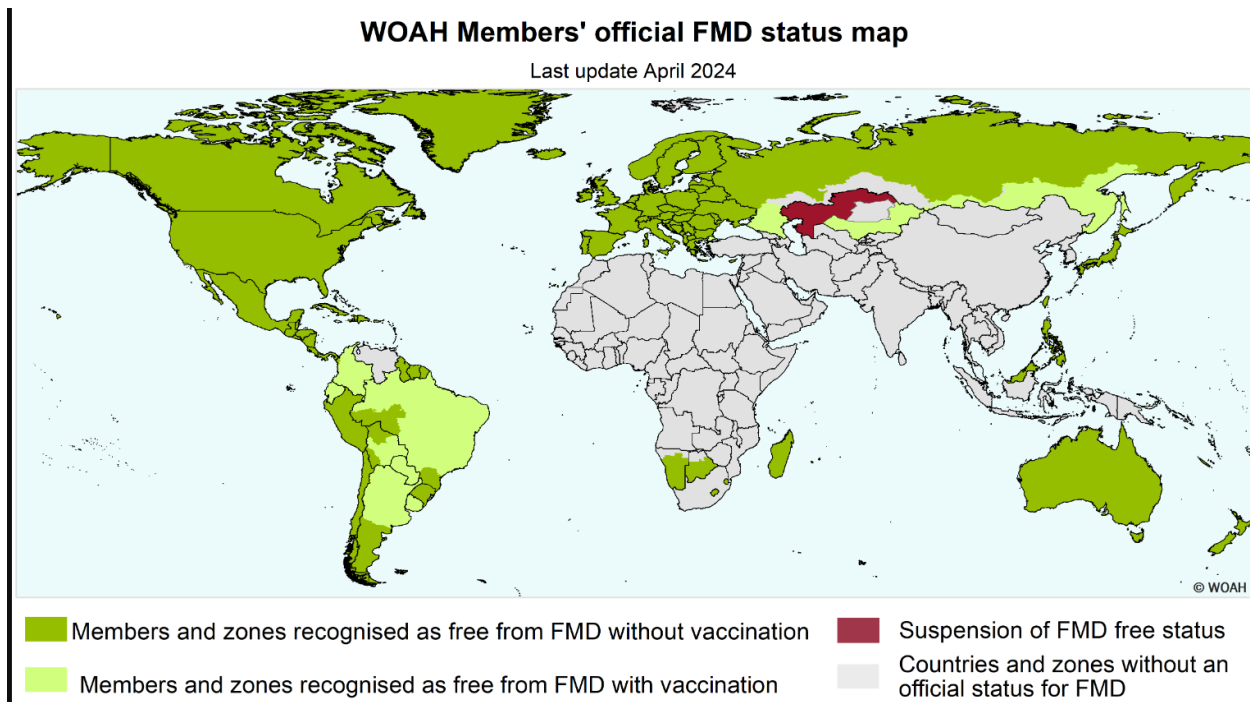 WOAH Members' official FMD status map
Last update April 2024
© WOAH
Members and zones recognised as free from FMD without vaccination
Suspension of FMD free status
Members and zones recognised as free from FMD with vaccination
Countries and zones without an
official status for FMD